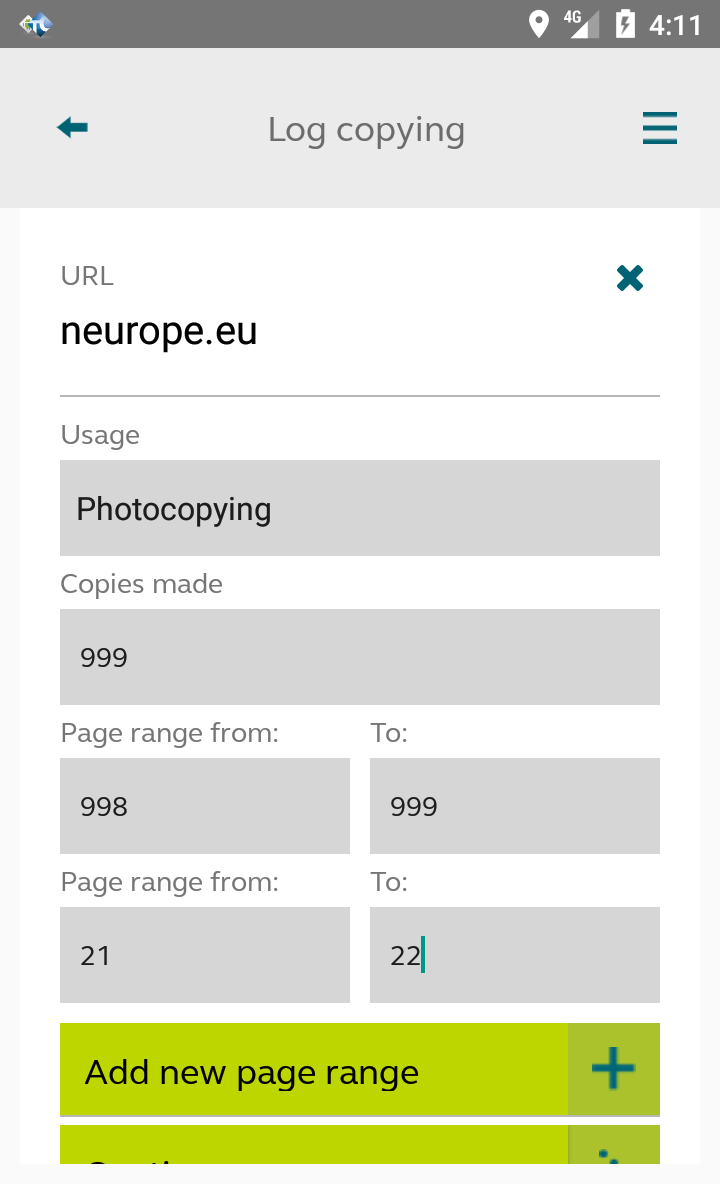 4G 4:11
Log copying
URL
neurope.eu
Usage
Photocopying
Copies made
999
Page range from: To:
998 999
Page range from: To:
21 22
Add new page range